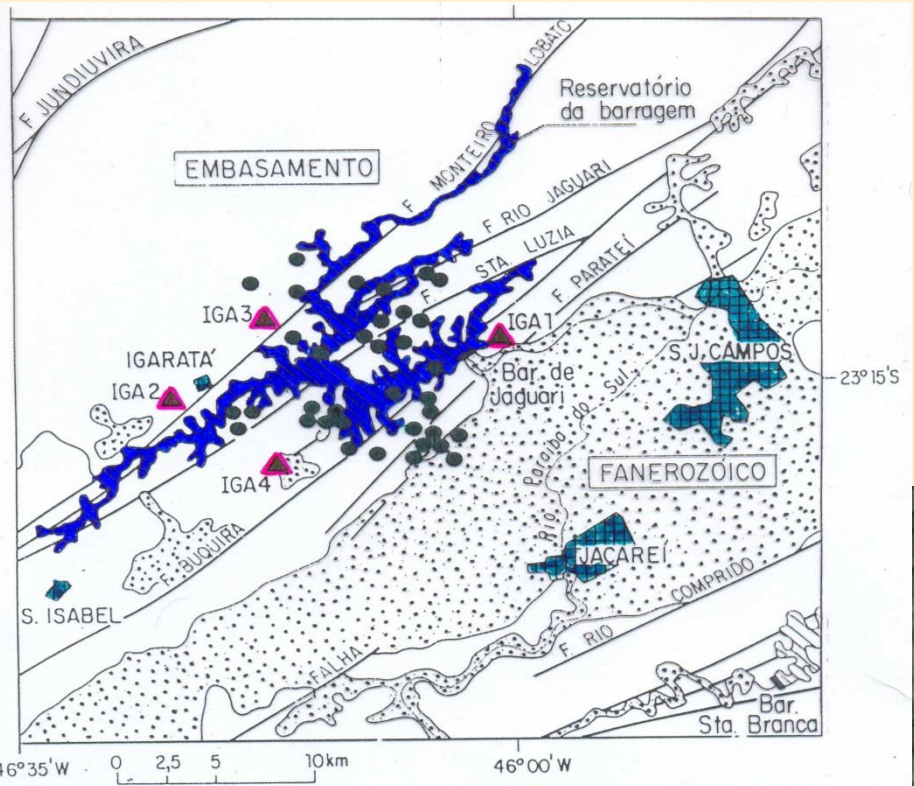 F JUNDIUVIRA
LOBATO
Reservatório
da barragem
EMBASAMENTO
F MONTEIRO
F RIO JAGUARI
F. STA. LUZIA
F. PARATEÍ
IGA3
IGA1
S.J. CAMPOS
IGARATÁ
IGA2
Bar. de
Jaguari
23°15'S
Rio Paraiba do Sul
FANEROZÓICO
IGA4
F. BUQUIRA
JACAREÍ
S. ISABEL
FALHA
F RIO COMPRIDO
Bar.
Sta. Branca
46°35'W
0 2,5 5 10km
46°00'W